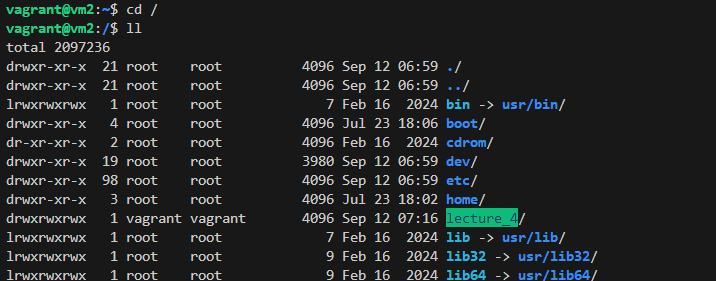 vagrant@vm2:~$ cd /
vagrant@vm2:/$ ll
total 2097236
drwxr-xr-x  21 root    root          4096 Sep 12 06:59 ./
drwxr-xr-x  21 root    root          4096 Sep 12 06:59 ../
lrwxrwxrwx   1 root    root             7 Feb 16  2024 bin -> usr/bin/
drwxr-xr-x   4 root    root          4096 Jul 23 18:06 boot/
dr-xr-xr-x   2 root    root          4096 Feb 16  2024 cdrom/
drwxr-xr-x  19 root    root          3980 Sep 12 06:59 dev/
drwxr-xr-x  98 root    root          4096 Sep 12 06:59 etc/
drwxr-xr-x   3 root    root          4096 Jul 23 18:02 home/
drwxrwxrwx   1 vagrant vagrant       4096 Sep 12 07:16 lecture_4/
lrwxrwxrwx   1 root    root             7 Feb 16  2024 lib -> usr/lib/
lrwxrwxrwx   1 root    root             9 Feb 16  2024 lib32 -> usr/lib32/
lrwxrwxrwx   1 root    root             9 Feb 16  2024 lib64 -> usr/lib64/